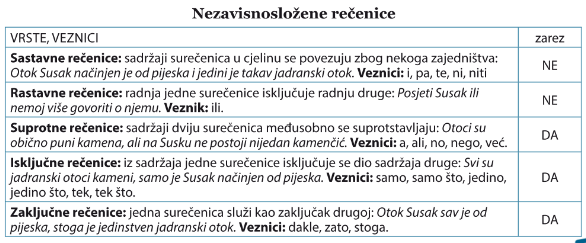 Nezavisnosložene rečenice
VRSTE, VEZNICI zarez
Sastavne rečenice: sadržaji surečenica u cjelinu se povezuju zbog nekoga zajedništva:
Otok Susak načinjen je od pijeska i jedini je takav jadranski otok. Veznici: i, pa, te, ni, niti
NE
Rastavne rečenice: radnja jedne surečenice isključuje radnju druge: Posjeti Susak ili
nemoj više govoriti o njemu. Veznik: ili.
NE
Suprotne rečenice: sadržaji dviju surečenica međusobno se suprotstavljaju: Otoci su
obično puni kamena, ali na Susku ne postoji nijedan kamenčić. Veznici: a, ali, no, nego, već.
DA
Isključne rečenice: iz sadržaja jedne surečenice isključuje se dio sadržaja druge: Svi su
jadranski otoci kameni, samo je Susak načinjen od pijeska. Veznici: samo, samo što, jedino,
jedino što, tek, tek što.
DA
Zaključne rečenice: jedna surečenica služi kao zaključak drugoj: Otok Susak sav je od
pijeska, stoga je jedinstven jadranski otok. Veznici: dakle, zato, stoga.
DA